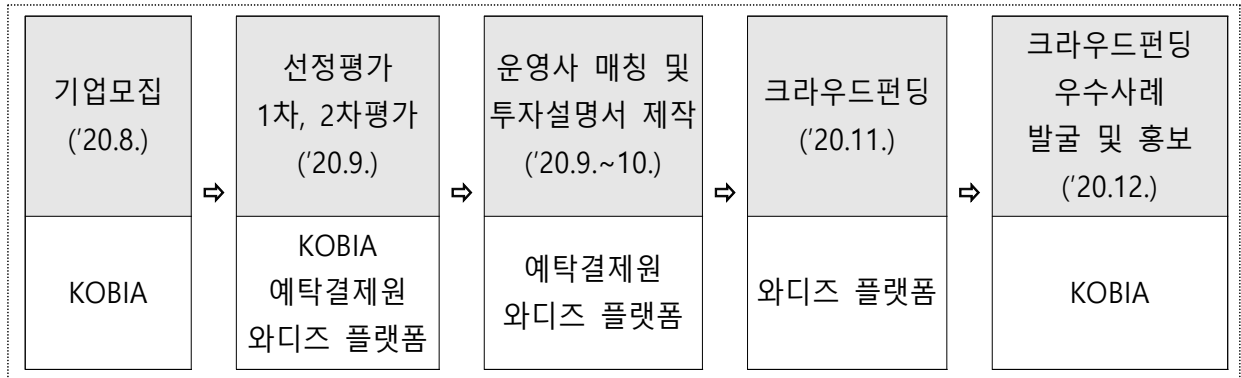 기업모집
('20.8.)
KOBIA
⇨
선정평가
1차, 2차평가
('20.9.)
KOBIA
예탁결제원
와디즈 플랫폼
⇨
운영사 매칭 및
투자설명서 제작
('20.9.~10.)
예탁결제원
와디즈 플랫폼
⇨
크라우드펀딩
('20.11.)
와디즈 플랫폼
⇨
크라우드펀딩
우수사례
발굴 및 홍보
('20.12.)
KOBIA